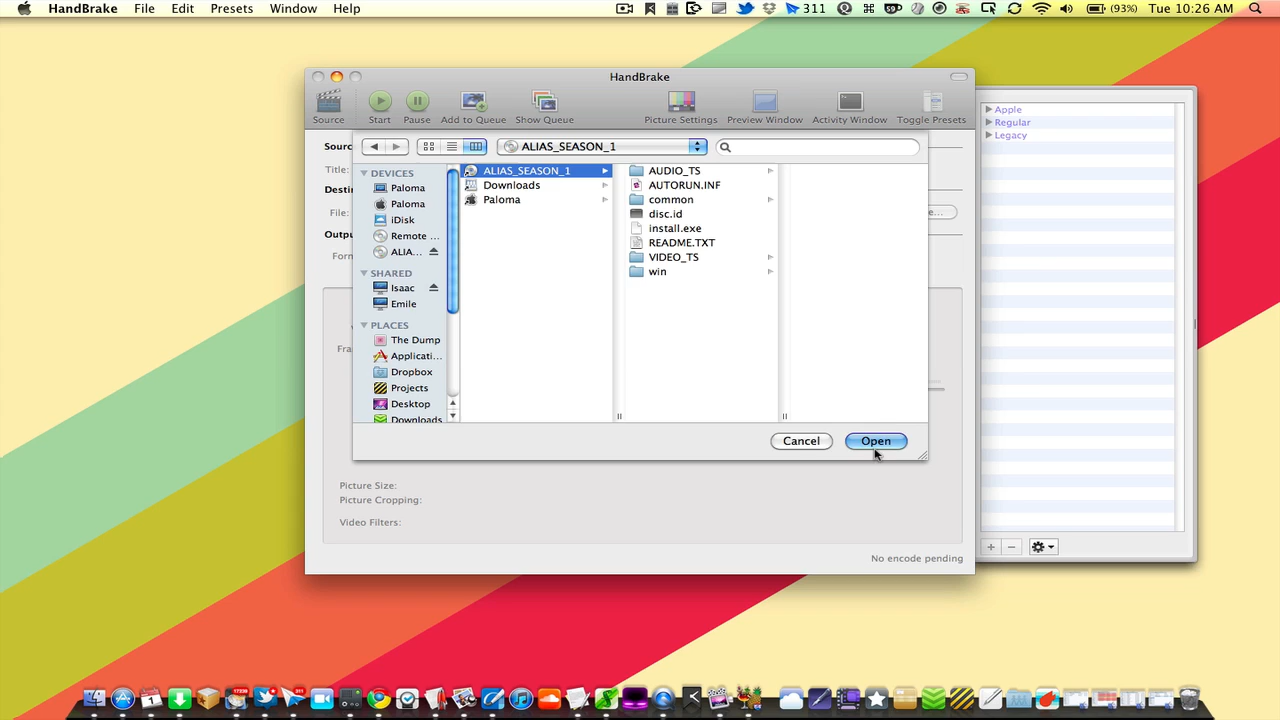 HandBrake File Edit Presets Window Help 311 (93%) Tue 10:26 AM
HandBrake
Source Start Pause Add to Queue Show Queue Picture Settings Preview Window Activity Window Toggle Presets
Apple
Regular
Legacy
ALIAS_SEASON_1
Title:
File:
DEVICES
Paloma
Paloma
iDisk
Remote ...
ALIA...
SHARED
Isaac
Emile
PLACES
The Dump
Applicati...
Dropbox
Projects
Desktop
Downloads
ALIAS_SEASON_1
Downloads
Paloma
AUDIO_TS
AUTORUN.INF
common
disc.id
install.exe
README.TXT
VIDEO_TS
win
Cancel Open
Picture Size:
Picture Cropping:
Video Filters:
No encode pending